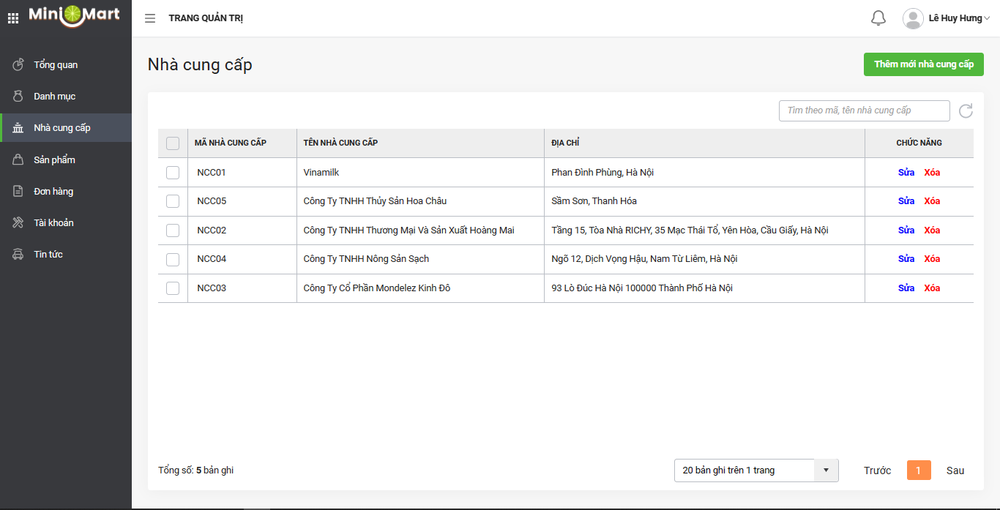 Mini Mart
TRANG QUẢN TRỊ
Lê Huy Hưng
Tổng quan
Danh mục
Nhà cung cấp
Sản phẩm
Đơn hàng
Tài khoản
Tin tức
Nhà cung cấp
Thêm mới nhà cung cấp
Tìm theo mã, tên nhà cung cấp
MÃ NHÀ CUNG CẤP TÊN NHÀ CUNG CẤP ĐỊA CHỈ CHỨC NĂNG
NCC01 Vinamilk Phan Đình Phùng, Hà Nội Sửa Xóa
NCC05 Công Ty TNHH Thủy Sản Hoa Châu Sầm Sơn, Thanh Hóa Sửa Xóa
NCC02 Công Ty TNHH Thương Mại Và Sản Xuất Hoàng Mai Tầng 15, Tòa Nhà RICHY, 35 Mạc Thái Tổ, Yên Hòa, Cầu Giấy, Hà Nội Sửa Xóa
NCC04 Công Ty TNHH Nông Sản Sạch Ngõ 12, Dịch Vọng Hậu, Nam Từ Liêm, Hà Nội Sửa Xóa
NCC03 Công Ty Cổ Phần Mondelez Kinh Đô 93 Lò Đúc Hà Nội 100000 Thành Phố Hà Nội Sửa Xóa
Tổng số: 5 bản ghi 20 bản ghi trên 1 trang Trước 1 Sau